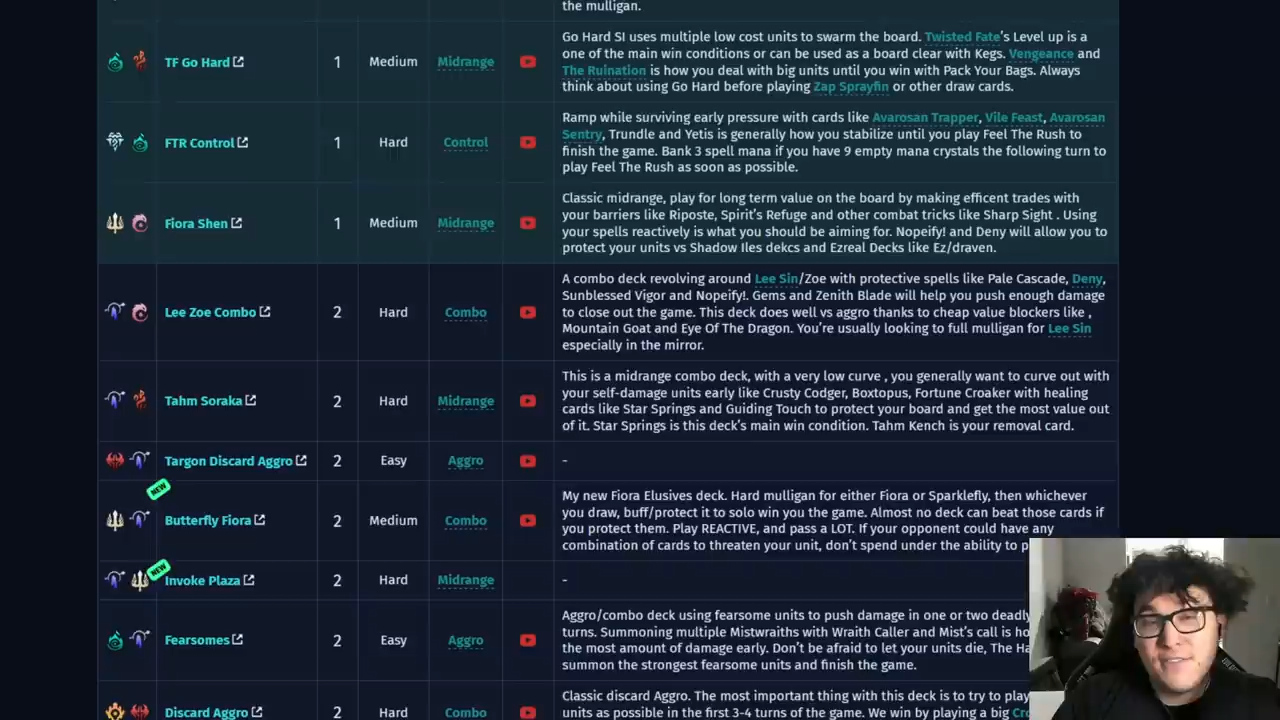 the mulligan.
TF Go Hard
1
Medium
Midrange
Go Hard SI uses multiple low cost units to swarm the board. Twisted Fate's Level up is a
one of the main win conditions or can be used as a board clear with Kegs. Vengeance and
The Ruination is how you deal with big units until you win with Pack Your Bags. Always
think about using Go Hard before playing Zap Sprayfin or other draw cards.
FTR Control
1
Hard
Control
Ramp while surviving early pressure with cards like Avarosan Trapper, Vile Feast, Avarosan
Sentry, Trundle and Yetis is generally how you stabilize until you play Feel The Rush to
finish the game. Bank 3 spell mana if you have 9 empty mana crystals the following turn to
play Feel The Rush as soon as possible.
Fiora Shen
1
Medium
Midrange
Classic midrange, play for long term value on the board by making efficent trades with
your barriers like Riposte, Spirit's Refuge and other combat tricks like Sharp Sight . Using
your spells reactively is what you should be aiming for. Nopeify! and Deny will allow you to
protect your units vs Shadow Iles dekcs and Ezreal Decks like Ez/draven.
Lee Zoe Combo
2
Hard
Combo
A combo deck revolving around Lee Sin/Zoe with protective spells like Pale Cascade, Deny,
Sunblessed Vigor and Nopeify!. Gems and Zenith Blade will help you push enough damage
to close out the game. This deck does well vs aggro thanks to cheap value blockers like ,
Mountain Goat and Eye Of The Dragon. You're usually looking to full mulligan for Lee Sin
especially in the mirror.
Tahm Soraka
2
Hard
Midrange
This is a midrange combo deck, with a very low curve , you generally want to curve out with
your self-damage units early like Crusty Codger, Boxtopus, Fortune Croaker with healing
cards like Star Springs and Guiding Touch to protect your board and get the most value out
of it. Star Springs is this deck's main win condition. Tahm Kench is your removal card.
Targon Discard Aggro
2
Easy
Aggro
-
NEW
Butterfly Fiora
2
Medium
Combo
My new Fiora Elusives deck. Hard mulligan for either Fiora or Sparklefly, then whichever
you draw, buff/protect it to solo win you the game. Almost no deck can beat those cards if
you protect them. Play REACTIVE, and pass a LOT. If your opponent could have any
combination of cards to threaten your unit, don't spend under the ability to
NEW
Invoke Plaza
2
Hard
Midrange
-
Fearsomes
2
Easy
Aggro
Aggro/combo deck using fearsome units to push damage in one or two deadly
turns. Summoning multiple Mistwraiths with Wraith Caller and Mist's call is
the most amount of damage early. Don't be afraid to let your units die, The
summon the strongest fearsome units and finish the game.
Discard Aggro
2
Hard
Combo
Classic discard Aggro. The most important thing with this deck is to try to play
units as possible in the first 3-4 turns of the game. We win by playing a big